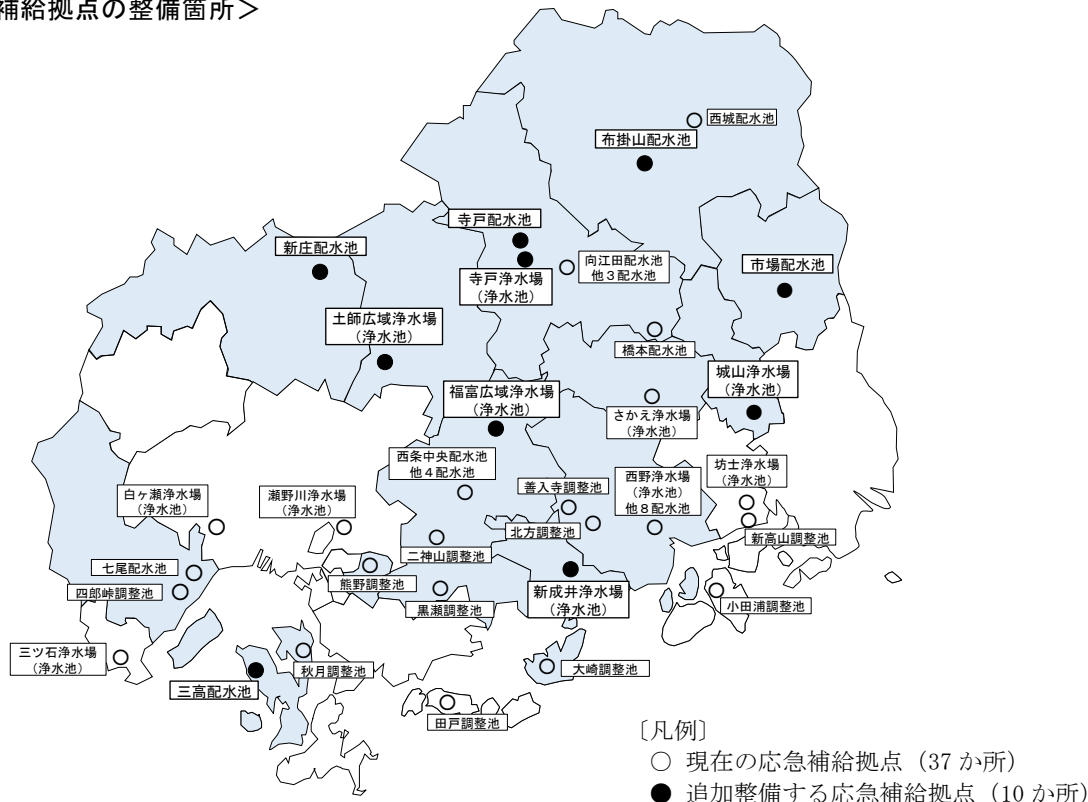 補給拠点の整備箇所＞
西城配水池
布掛山配水池
寺戸配水池
新庄配水池
向江田配水池
他３配水池
市場配水池
寺戸浄水場
（浄水池）
土師広域浄水場
（浄水池）
橋本配水池
城山浄水場
（浄水池）
福富広域浄水場
（浄水池）
さかえ浄水場
（浄水池）
西条中央配水池
他４配水池
坊士浄水場
（浄水池）
西野浄水場
（浄水池）
他８配水池
善入寺調整池
白ヶ瀬浄水場
（浄水池）
瀬野川浄水場
（浄水池）
北方調整池
新高山調整池
二神山調整池
七尾配水池
熊野調整池
四郎峠調整池
黒瀬調整池
新成井浄水場
（浄水池）
小田浦調整池
三ツ石浄水場
（浄水池）
秋月調整池
大崎調整池
三高配水池
田戸調整池
〔凡例〕
○ 現在の応急補給拠点（37 か所）
● 追加整備する応急補給拠点（10 か所）